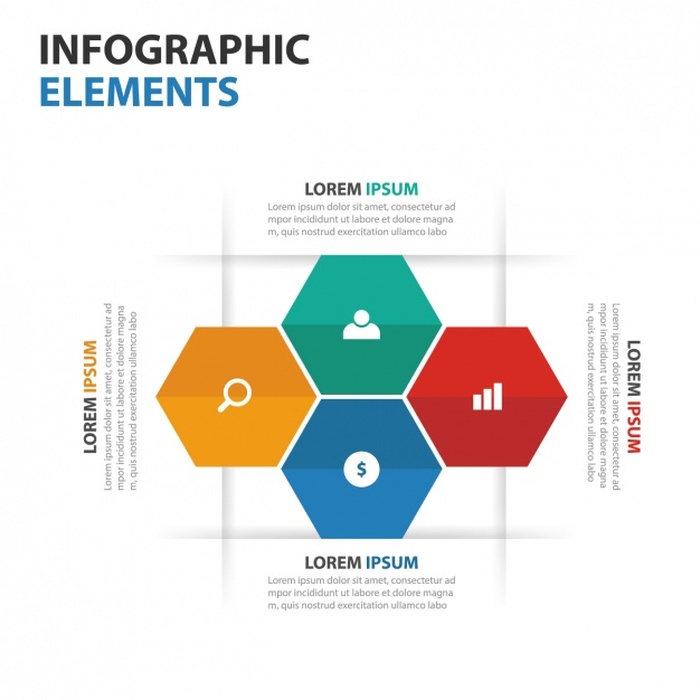 INFOGRAPHIC
ELEMENTS
LOREM IPSUM
Lorem ipsum dolor sit amet, consectetur ad
mpor incididunt ut labore et dolore magna
m, quis nostrud exercitation ullamco labo
LOREM IPSUM
Lorem ipsum dolor sit amet, consectetur ad
mpor incididunt ut labore et dolore magna
m, quis nostrud exercitation ullamco labo
LOREM IPSUM
Lorem ipsum dolor sit amet, consectetur ad
mpor incididunt ut labore et dolore magna
m, quis nostrud exercitation ullamco labo
$
LOREM IPSUM
Lorem ipsum dolor sit amet, consectetur ad
mpor incididunt ut labore et dolore magna
m, quis nostrud exercitation ullamco labo